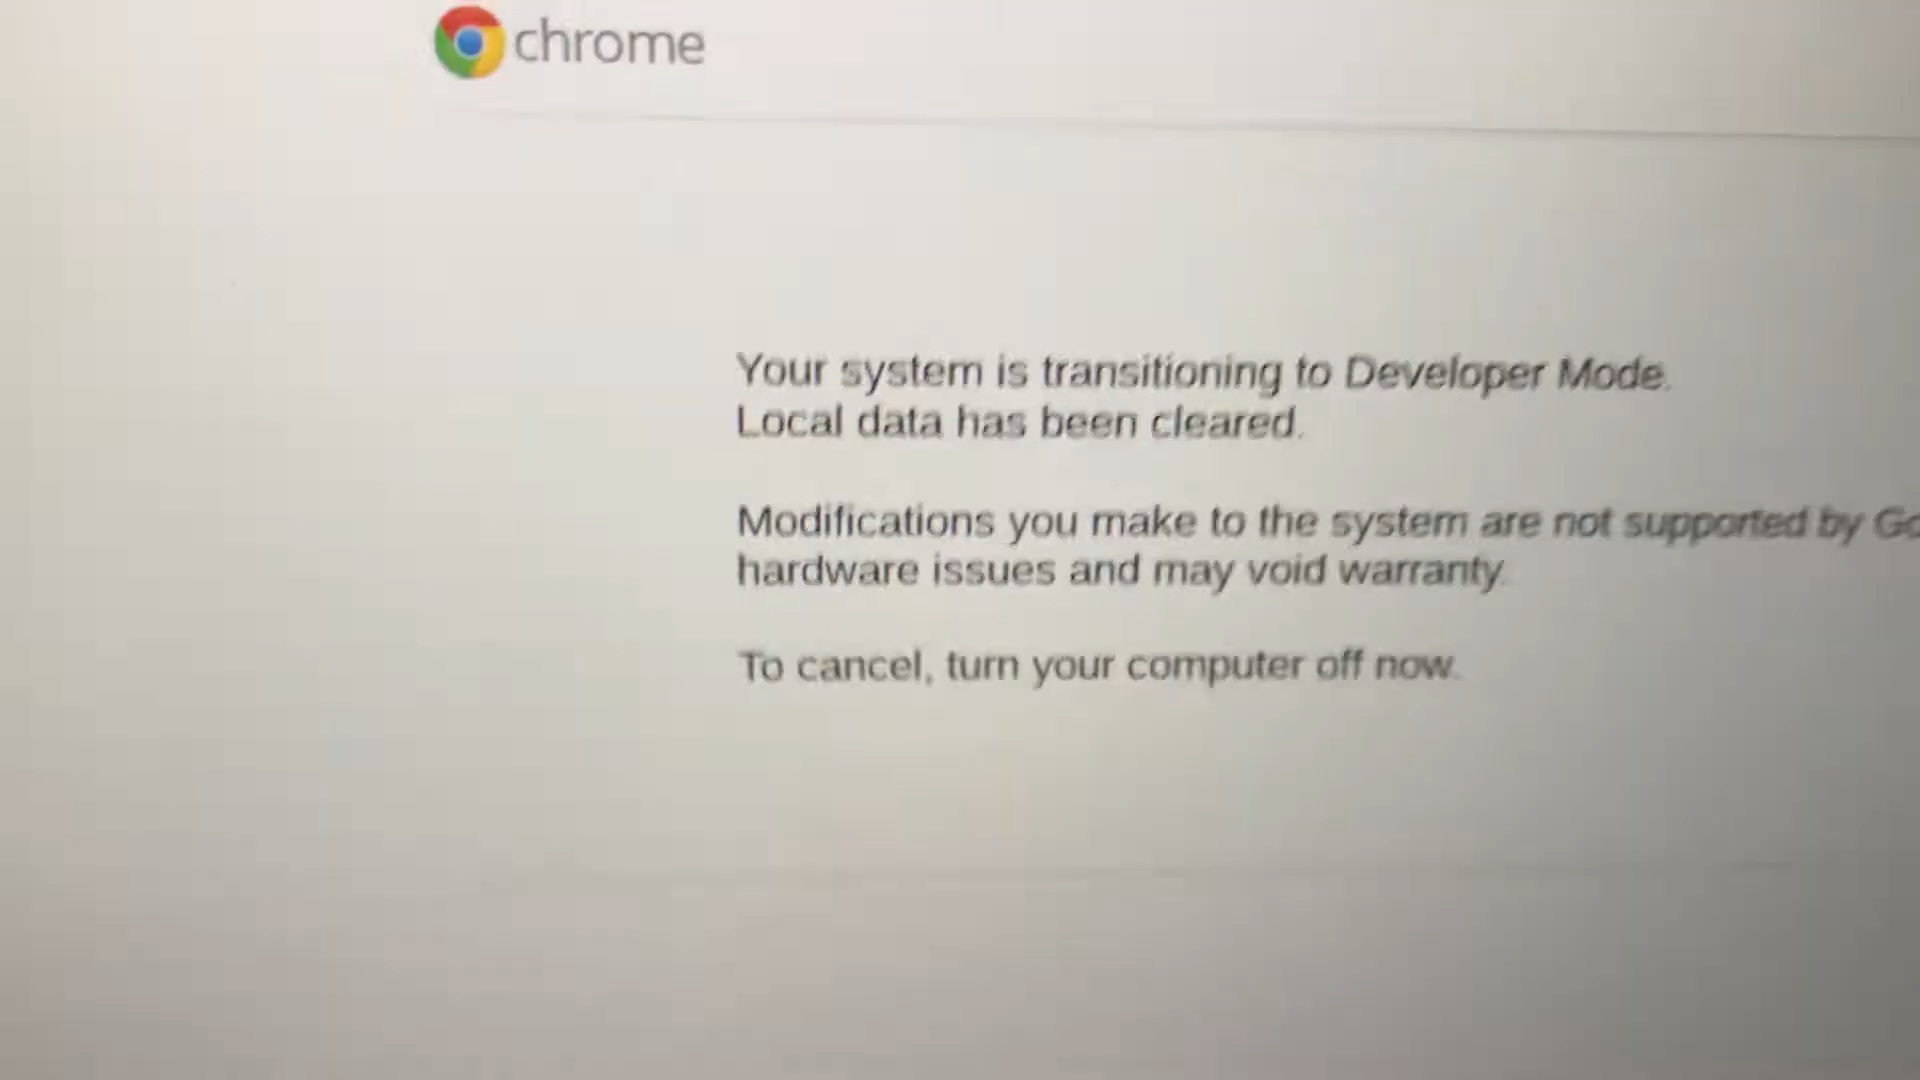 chrome
Your system is transitioning to Developer Mode.
Local data has been cleared.
Modifications you make to the system are not supported by
hardware issues and may void warranty.
To cancel, turn your computer off now.